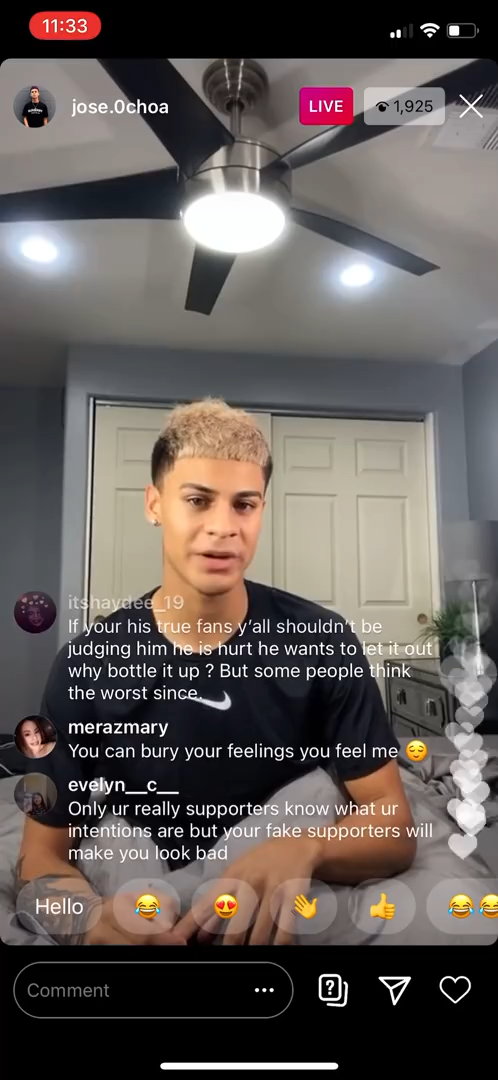 11:33
jose.0choa
LIVE
1,925
itshaydee_19
If your his true fans y'all shouldn't be
judging him he is hurt he wants to let it out
why bottle it up ? But some people think
the worst since.
merazmary
You can bury your feelings you feel me 😌
evelyn__c__
Only ur really supporters know what ur
intentions are but your fake supporters will
make you look bad
Hello 😂 😍 👋 👍 😂😂
Comment ...